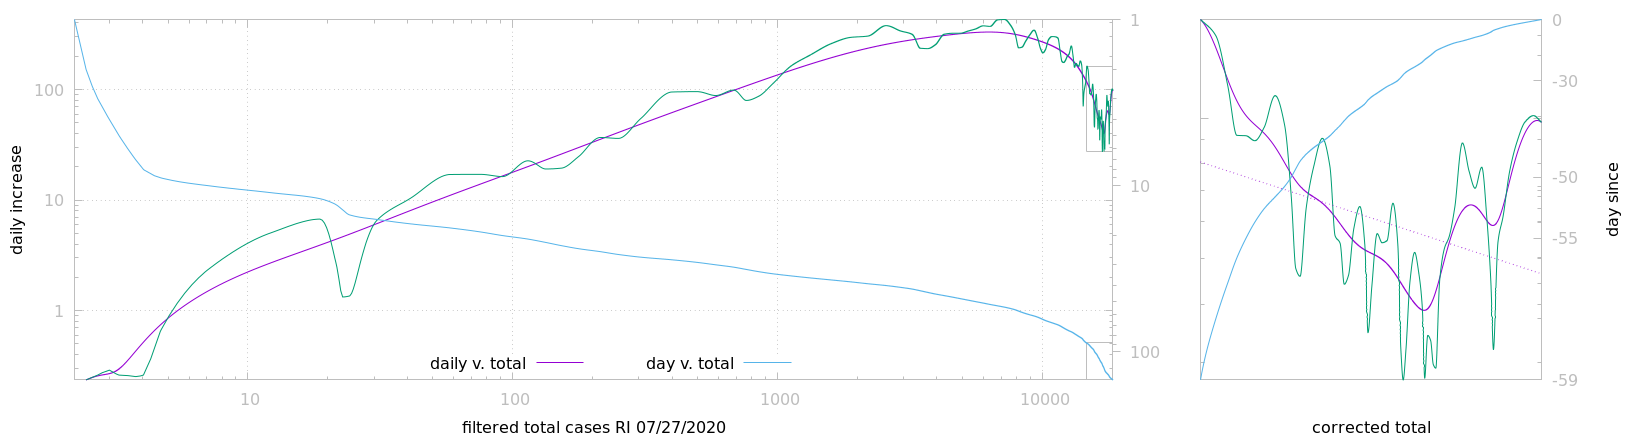 daily increase
100
10
1
10
100
1000
10000
filtered total cases RI 07/27/2020
daily v. total
day v. total
1
10
100
0
-30
-50
-55
-59
day since
corrected total